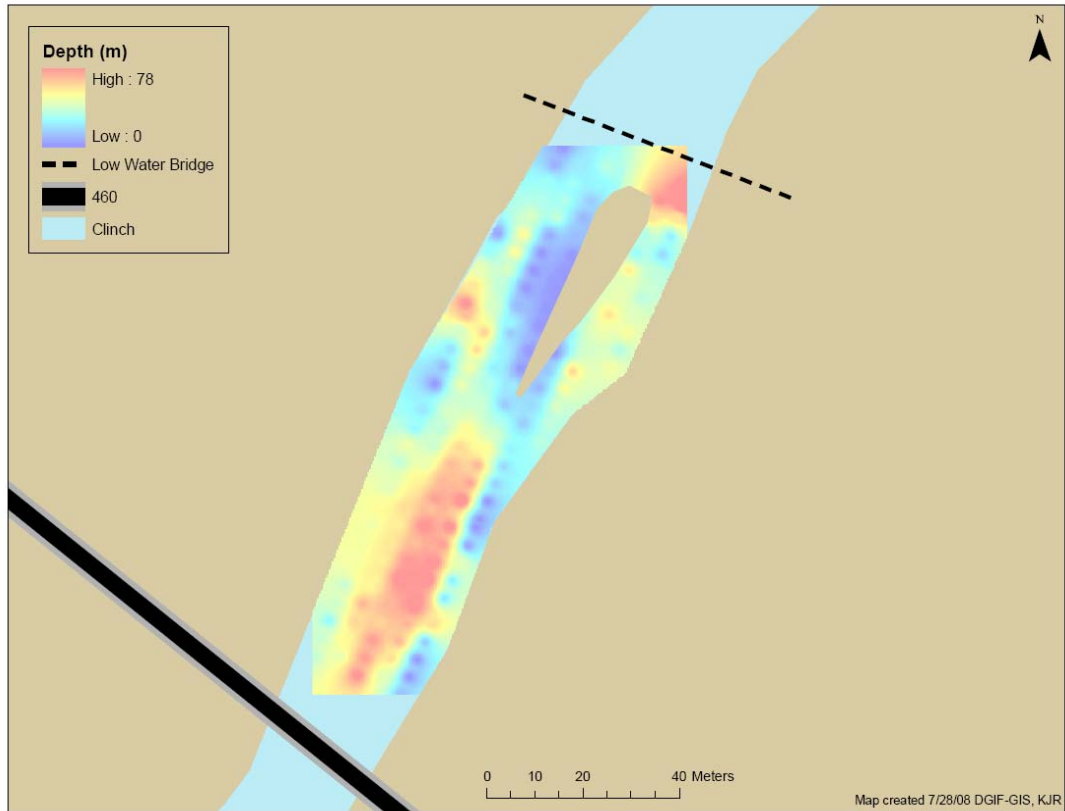 N
Depth (m)
High : 78
Low : 0
Low Water Bridge
460
Clinch
0 10 20 40 Meters
Map created 7/28/08 DGIF-GIS, KJR